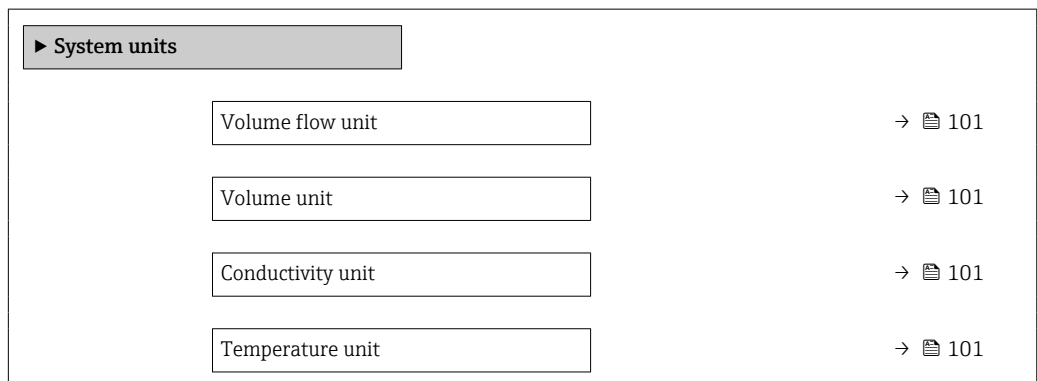 ▶ System units
Volume flow unit → 101
Volume unit → 101
Conductivity unit → 101
Temperature unit → 101